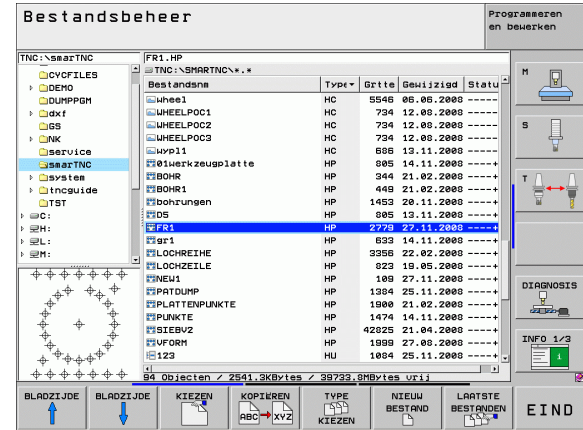 Bestandsbeheer
Programmeren
en bewerken
TNC:\smarTNC
FR1.HP
TNC:\SMARTNC\*.*
Bestandsnm Type Grtte Gewijzigd Statu
CYCFILES
DEMO
DUMPPGM
dxf
GS
NK
service
smarTNC
system
tncguide
TST
C:
H:
L:
M:
wheel HC 5546 06.06.2008 -----
WHEELPOC1 HC 734 12.08.2008 -----
WHEELPOC2 HC 734 12.08.2008 -----
WHEELPOC3 HC 734 12.08.2008 -----
wypl1 HC 686 13.11.2008 -----
01Werkzeugplatte HP 805 14.11.2008 ----+
BOHR HP 344 21.02.2008 ----+
BOHR1 HP 449 21.02.2008 ----+
bohrungen HP 1453 20.11.2008 ----+
D5 HP 805 13.11.2008 ----+
FR1 HP 2779 27.11.2008 ----+
gr1 HP 633 14.11.2008 ----+
LOCHREIHE HP 3356 22.02.2008 ----+
LOCHZEILE HP 823 19.05.2008 ----+
NEW1 HP 109 27.11.2008 ----+
PATDUMP HP 1384 25.11.2008 ----+
PLATTENPUNKTE HP 1900 21.02.2008 ----+
PUNKTE HP 1474 14.11.2008 ----+
SIEBV2 HP 42825 21.04.2008 ----+
VFORM HP 1999 27.08.2008 ----+
123 HU 1084 25.11.2008 ----+
94 Objecten / 2541.3KBytes / 39733.8MBytes vrij
M
S
T
DIAGNOSIS
INFO 1/3
BLADZIJDE
BLADZIJDE
KIEZEN
KOPIËREN
ABC XYZ
TYPE
KIEZEN
NIEUW
BESTAND
LAATSTE
BESTANDEN
EIND